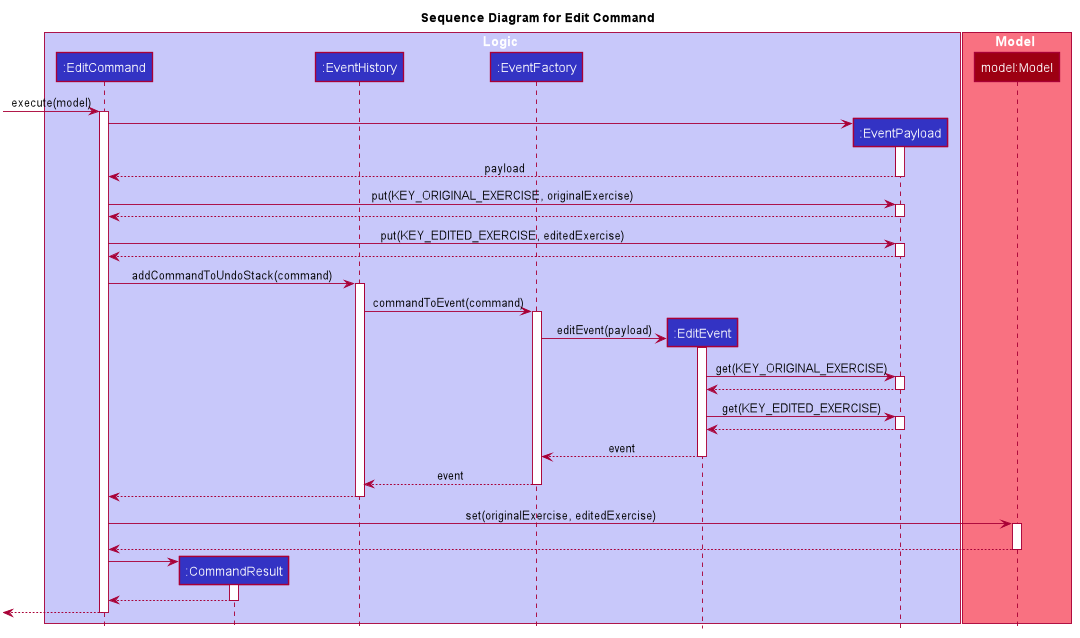 Sequence Diagram for Edit Command
Logic
Model
:EditCommand
:EventHistory
:EventFactory
model:Model
execute(model)
:EventPayload
payload
put(KEY_ORIGINAL_EXERCISE, originalExercise)
put(KEY_EDITED_EXERCISE, editedExercise)
addCommandToUndoStack(command)
commandToEvent(command)
editEvent(payload)
:EditEvent
get(KEY_ORIGINAL_EXERCISE)
get(KEY_EDITED_EXERCISE)
event
event
set(originalExercise, editedExercise)
:CommandResult